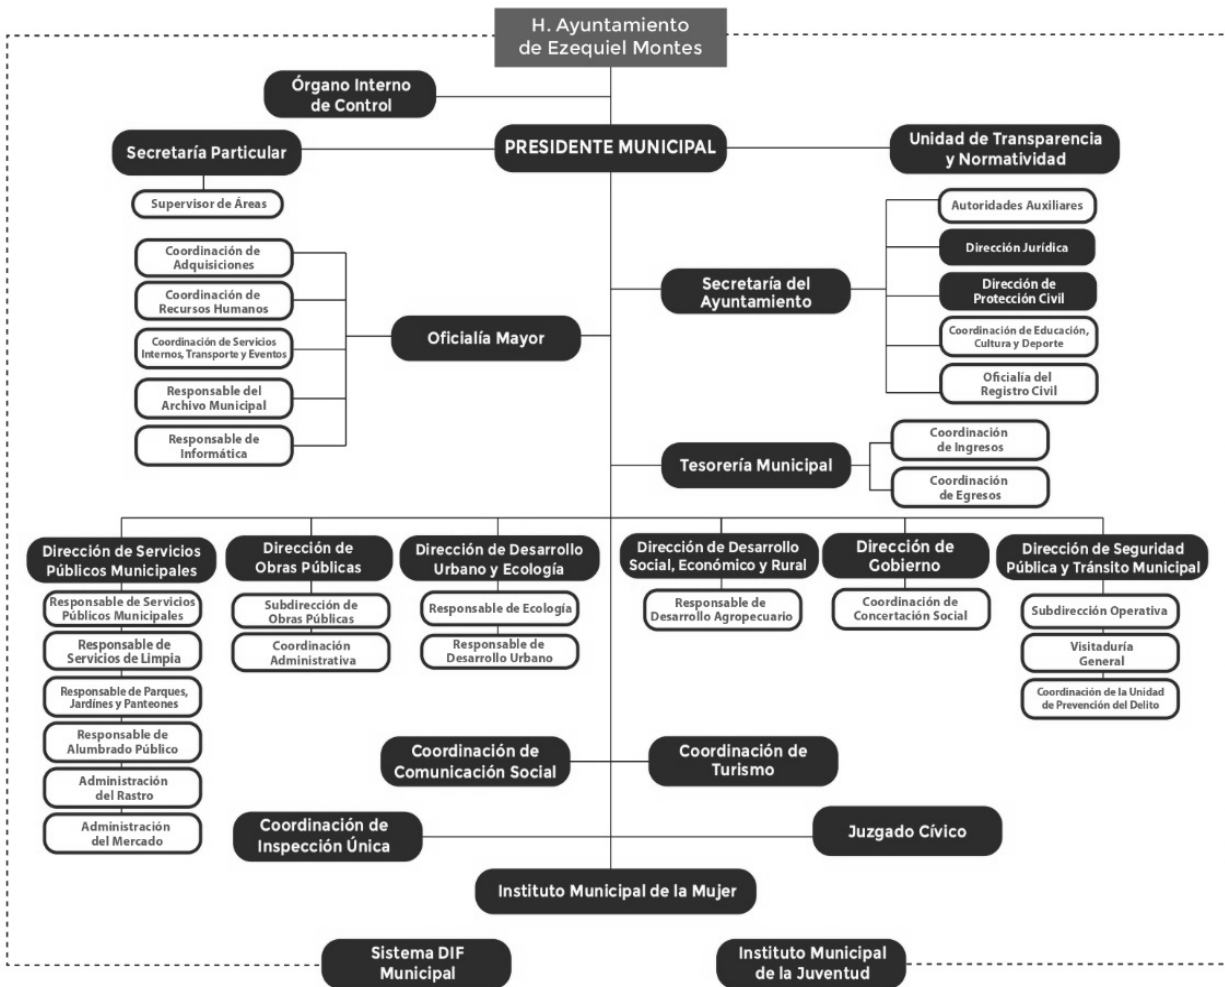 H. Ayuntamiento
de Ezequiel Montes
Órgano Interno
de Control
PRESIDENTE MUNICIPAL
Secretaría Particular
Unidad de Transparencia
y Normatividad
Supervisor de Áreas
Coordinación de
Adquisiciones
Coordinación de
Recursos Humanos
Coordinación de Servicios
Internos, Transporte y Eventos
Responsable del
Archivo Municipal
Responsable de
Informática
Oficialía Mayor
Secretaría del
Ayuntamiento
Autoridades Auxiliares
Dirección Jurídica
Dirección de
Protección Civil
Coordinación de Educación,
Cultura y Deporte
Oficialía del
Registro Civil
Tesorería Municipal
Coordinación
de Ingresos
Coordinación
de Egresos
Dirección de Servicios
Públicos Municipales
Responsable de Servicios
Públicos Municipales
Responsable de
Servicios de Limpia
Responsable de Parques,
Jardínes y Panteones
Responsable de
Alumbrado Público
Administración
del Rastro
Administración
del Mercado
Dirección de
Obras Públicas
Subdirección de
Obras Públicas
Coordinación
Administrativa
Dirección de Desarrollo
Urbano y Ecología
Responsable de Ecología
Responsable de
Desarrollo Urbano
Dirección de Desarrollo
Social, Económico y Rural
Responsable de
Desarrollo Agropecuario
Dirección de
Gobierno
Coordinación de
Concertación Social
Dirección de Seguridad
Pública y Tránsito Municipal
Subdirección Operativa
Visitaduría
General
Coordinación de la Unidad
de Prevención del Delito
Coordinación de
Comunicación Social
Coordinación de
Turismo
Coordinación de
Inspección Única
Juzgado Cívico
Instituto Municipal de la Mujer
Sistema DIF
Municipal
Instituto Municipal
de la Juventud